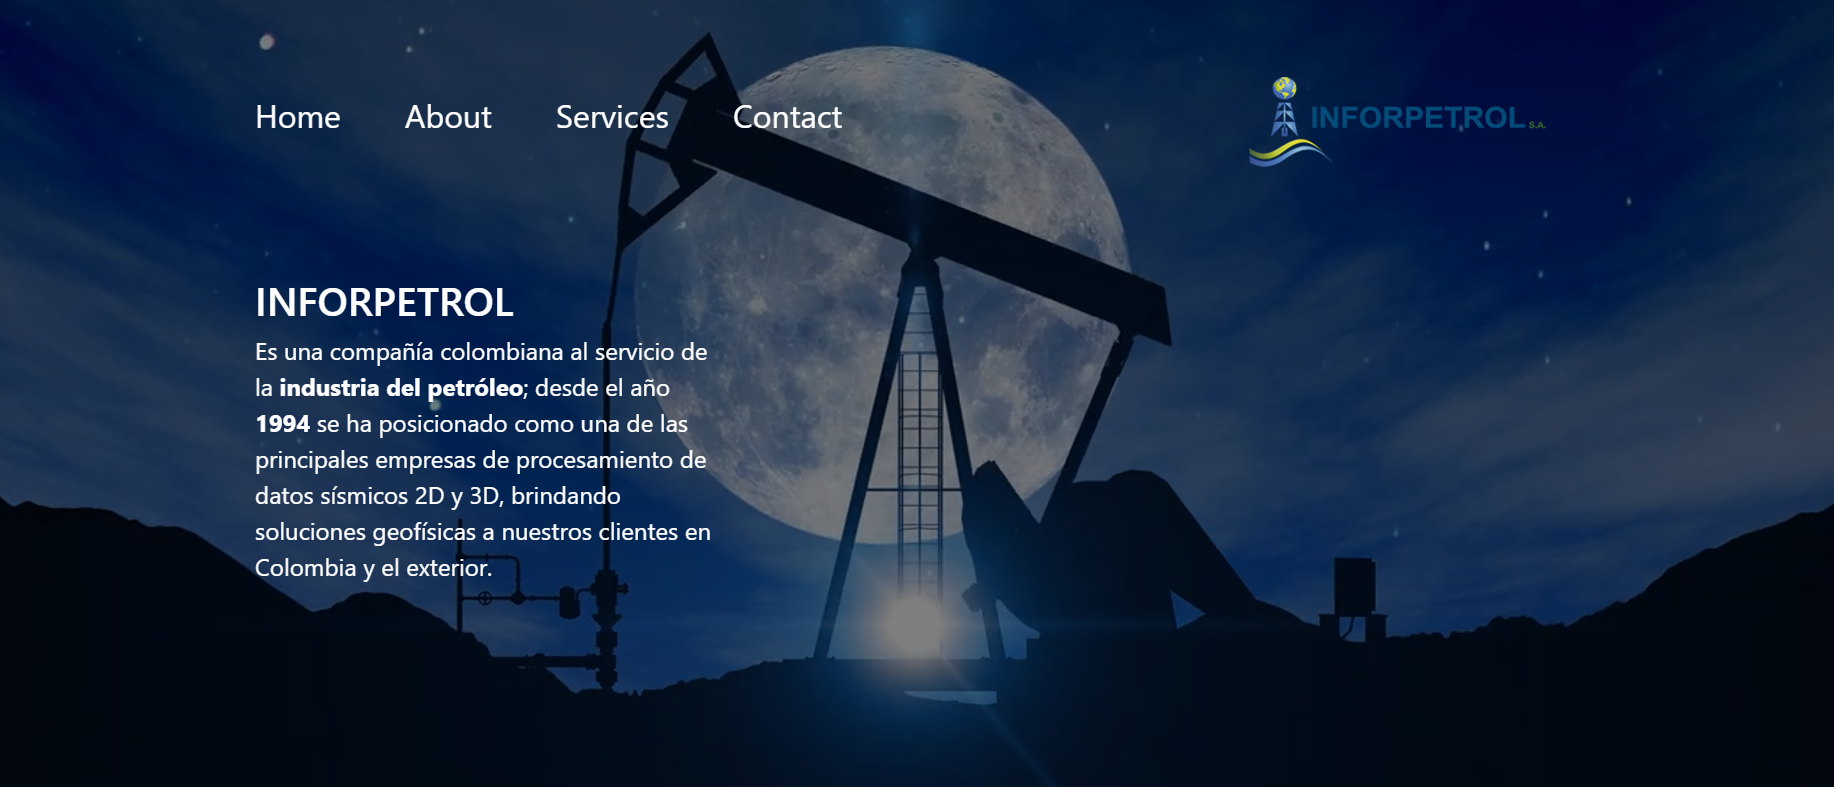 Home About Services Contact
INFORPETROL S.A.
INFORPETROL
Es una compañía colombiana al servicio de
la industria del petróleo; desde el año
1994 se ha posicionado como una de las
principales empresas de procesamiento de
datos sísmicos 2D y 3D, brindando
soluciones geofísicas a nuestros clientes en
Colombia y el exterior.